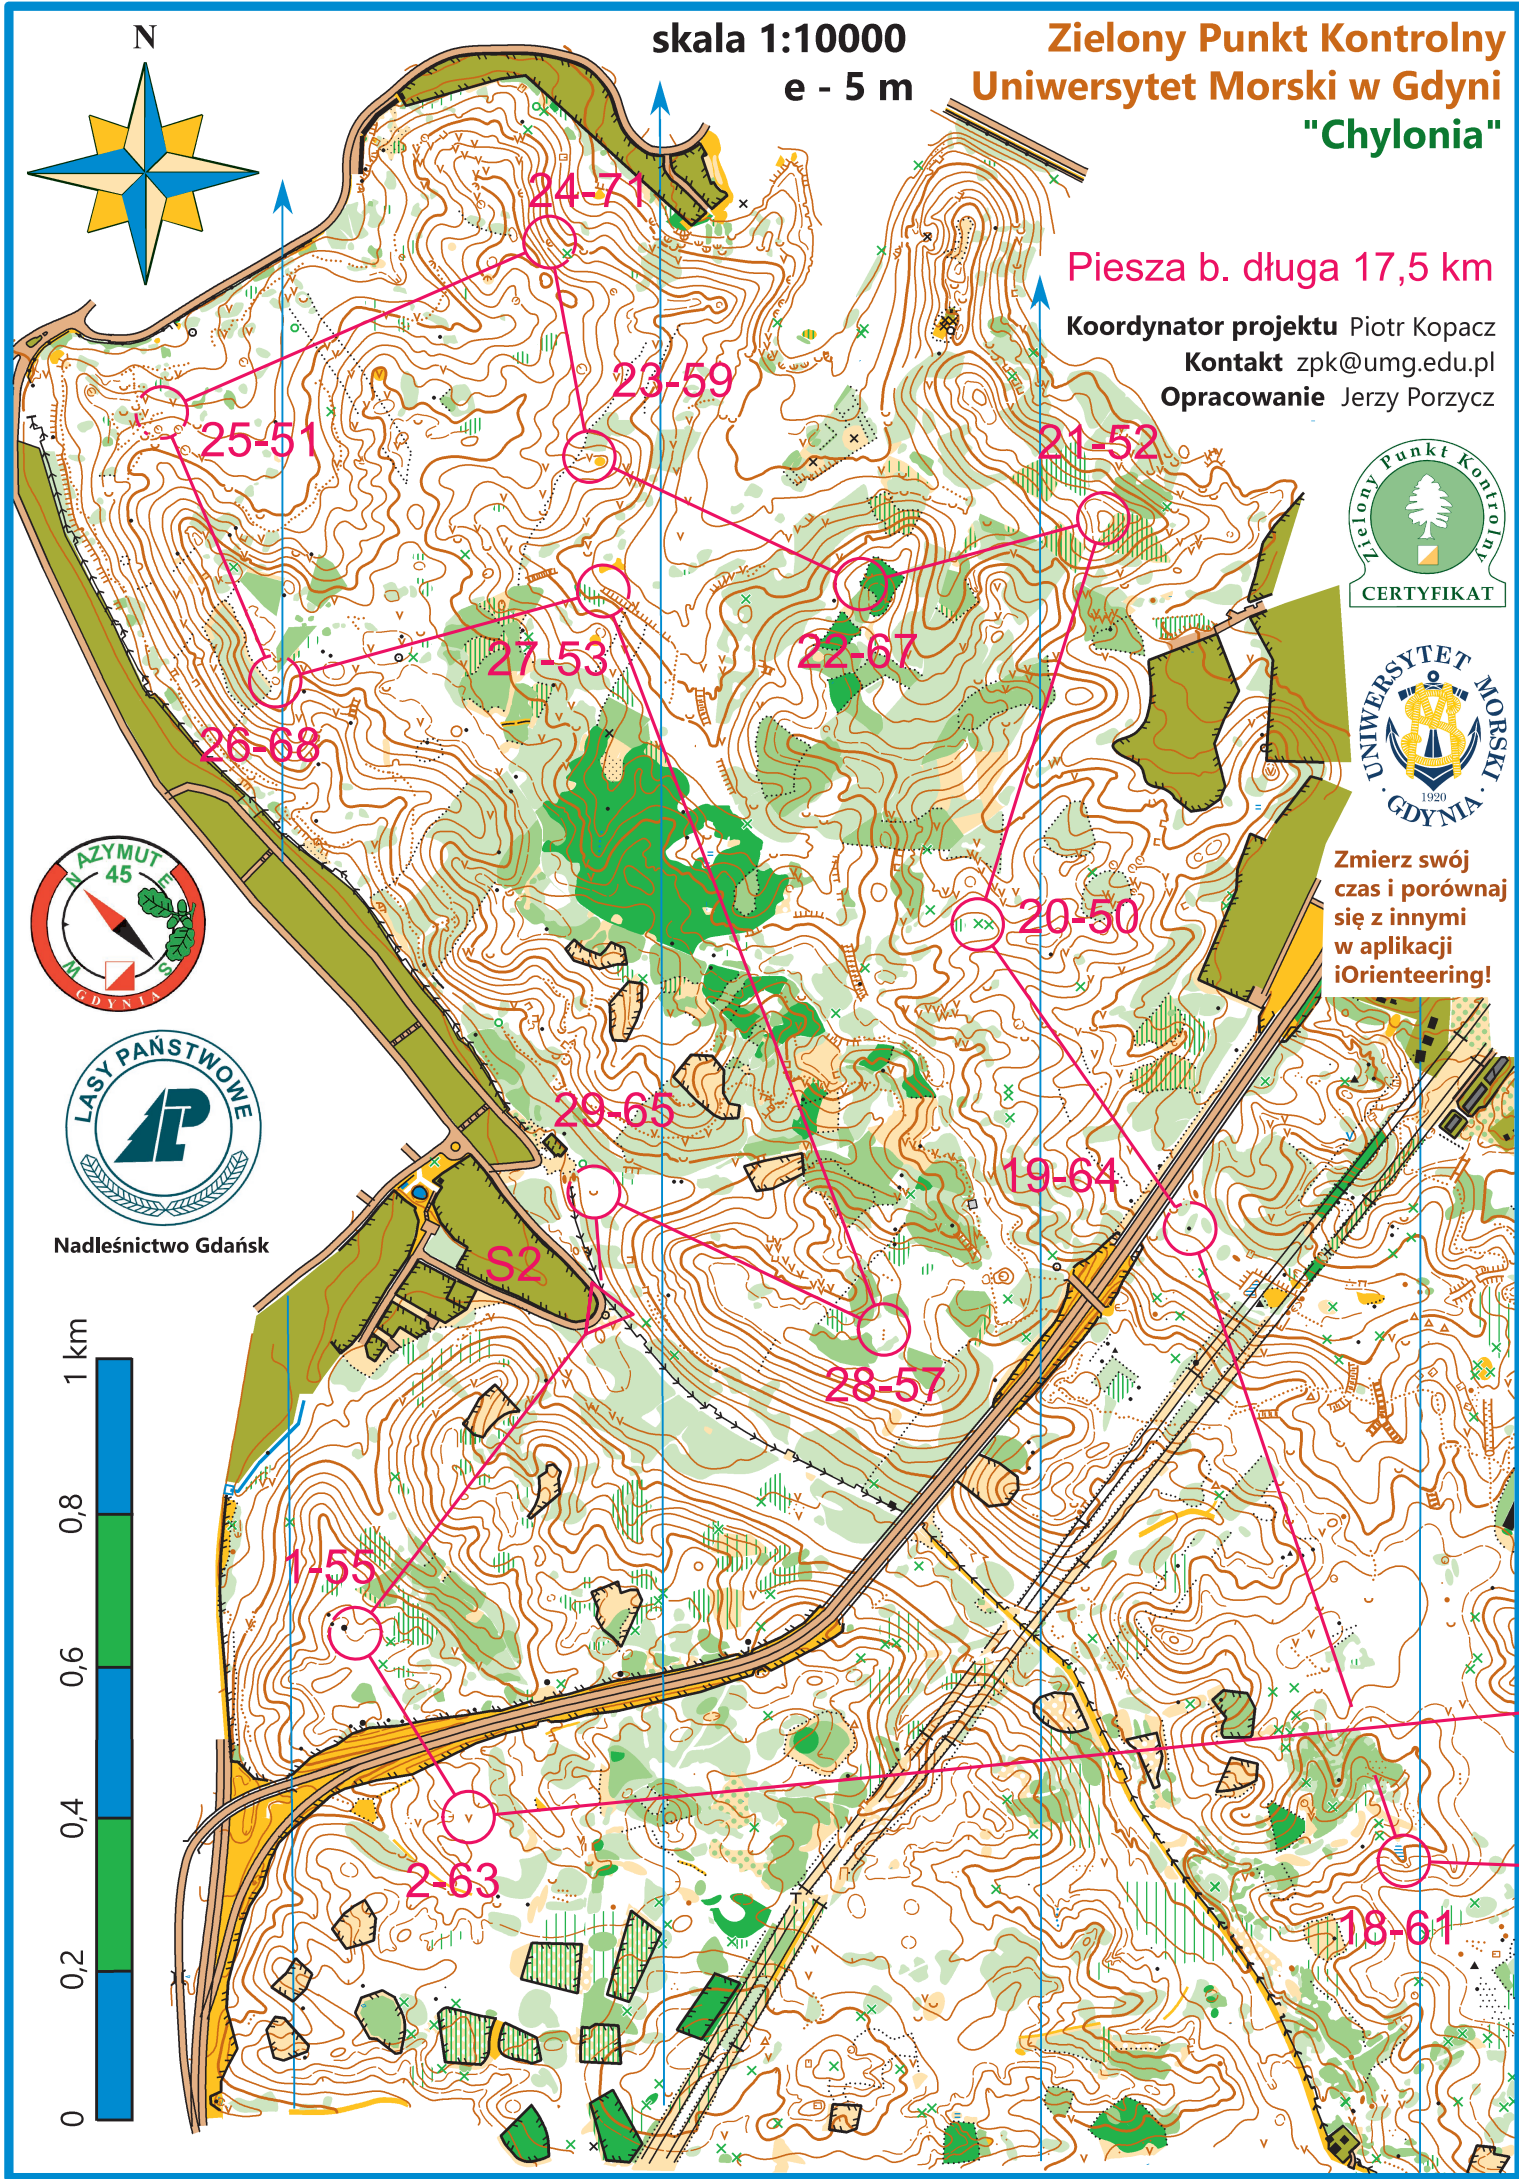 N
skala 1:10000
e - 5 m
Zielony Punkt Kontrolny
Uniwersytet Morski w Gdyni
"Chylonia"
Piesza b. długa 17,5 km
Koordynator projektu Piotr Kopacz
Kontakt zpk@umg.edu.pl
Opracowanie Jerzy Porzycz
Zielony Punkt Kontrolny
CERTYFIKAT
UNIWERSYTET MORSKI
1920
· GDYNIA ·
Zmierz swój
czas i porównaj
się z innymi
w aplikacji
iOrienteering!
AZYMUT
45
N
E
W
S
GDYNIA
LASY PAŃSTWOWE
LP
Nadleśnictwo Gdańsk
24-71
23-59
25-51
21-52
27-53
22-67
26-68
20-50
29-65
19-64
S2
28-57
1-55
2-63
18-61
1 km
0,8
0,6
0,4
0,2
0